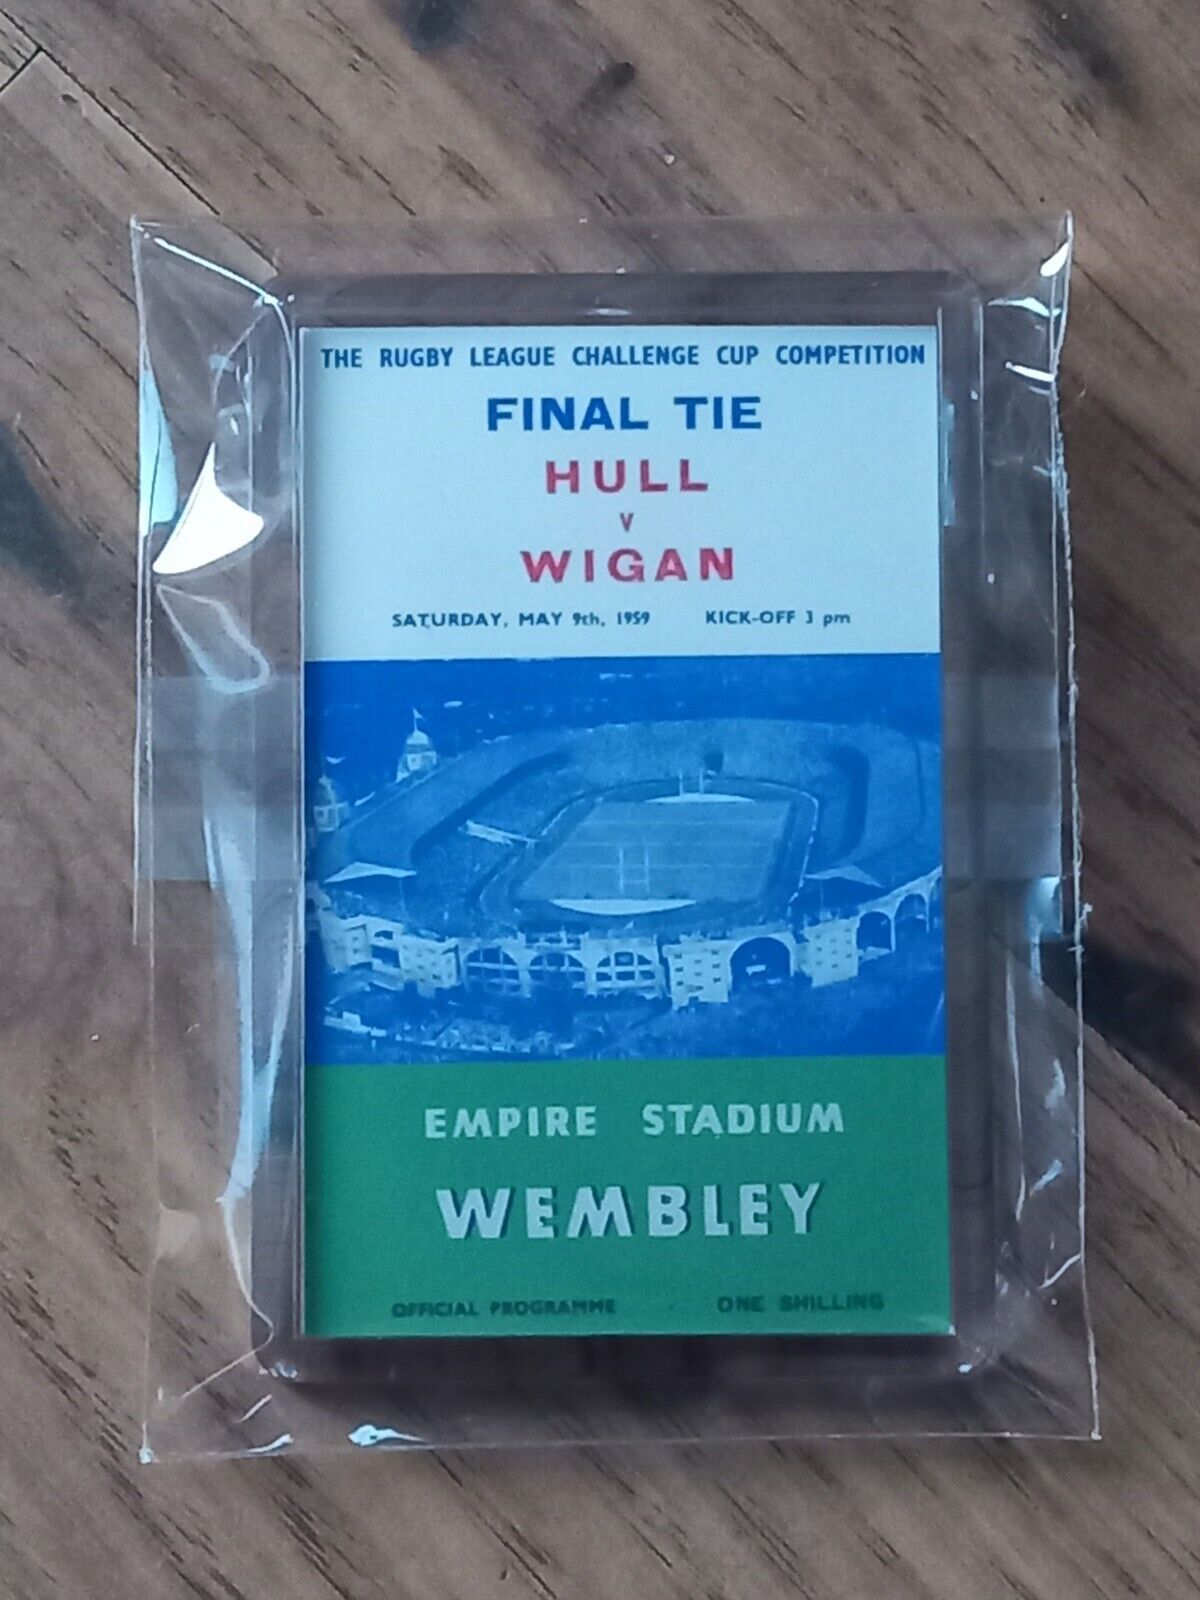 THE RUGBY LEAGUE CHALLENGE CUP COMPETITION
FINAL TIE
HULL
V
WIGAN
SATURDAY, MAY 9th, 1959 KICK-OFF 3 pm
EMPIRE STADIUM
WEMBLEY
OFFICIAL PROGRAMME · ONE SHILLING